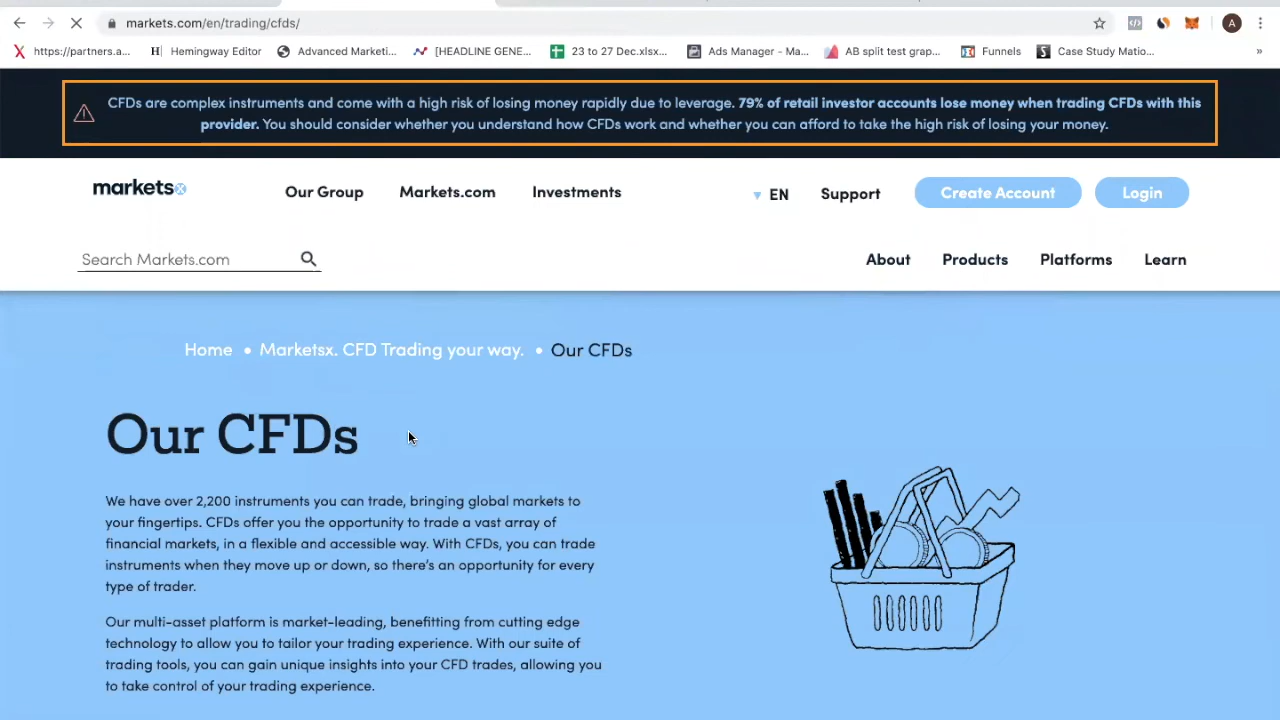 markets.com/en/trading/cfds/
A
https://partners.a...
Hemingway Editor
Advanced Marketi...
[HEADLINE GENE...
23 to 27 Dec.xlsx...
Ads Manager - Ma...
AB split test grap...
Funnels
Case Study Matio...
»
CFDs are complex instruments and come with a high risk of losing money rapidly due to leverage. 79% of retail investor accounts lose money when trading CFDs with this
provider. You should consider whether you understand how CFDs work and whether you can afford to take the high risk of losing your money.
marketsx
Our Group
Markets.com
Investments
EN
Support
Create Account
Login
Search Markets.com
About
Products
Platforms
Learn
Home • Marketsx. CFD Trading your way. • Our CFDs
Our CFDs
We have over 2,200 instruments you can trade, bringing global markets to
your fingertips. CFDs offer you the opportunity to trade a vast array of
financial markets, in a flexible and accessible way. With CFDs, you can trade
instruments when they move up or down, so there's an opportunity for every
type of trader.
Our multi-asset platform is market-leading, benefitting from cutting edge
technology to allow you to tailor your trading experience. With our suite of
trading tools, you can gain unique insights into your CFD trades, allowing you
to take control of your trading experience.